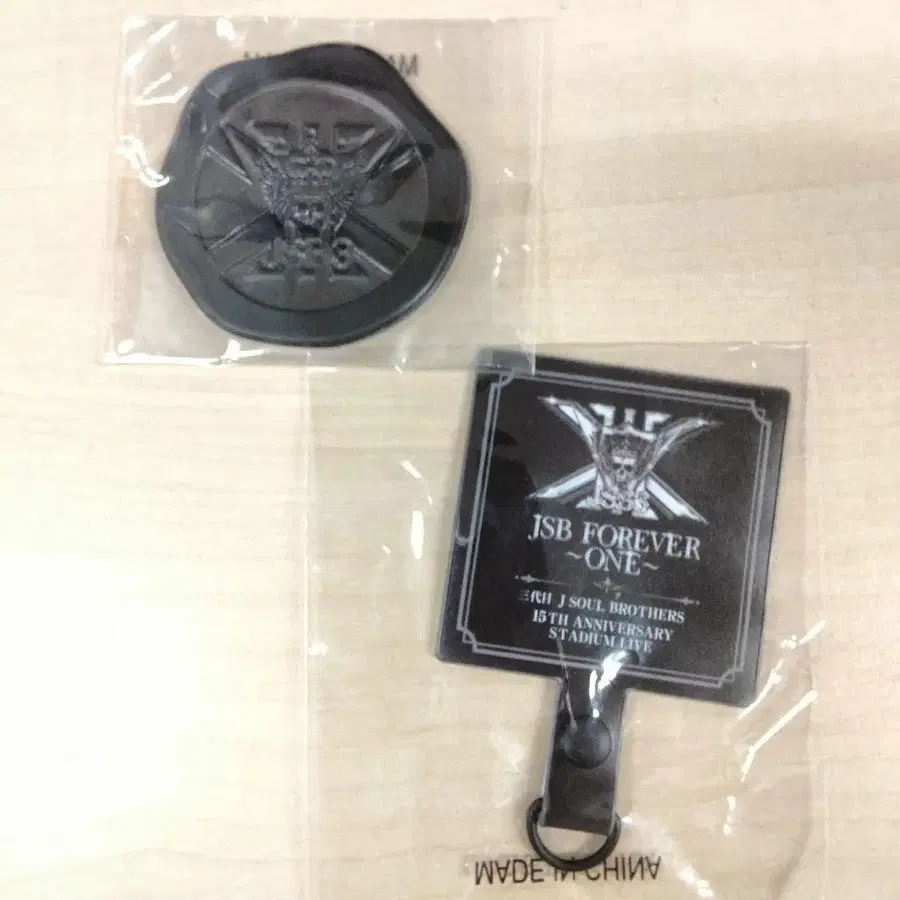 JSB
JSB FOREVER
~ONE~
三代目 J SOUL BROTHERS
15TH ANNIVERSARY
STADIUM LIVE
MADE IN CHINA